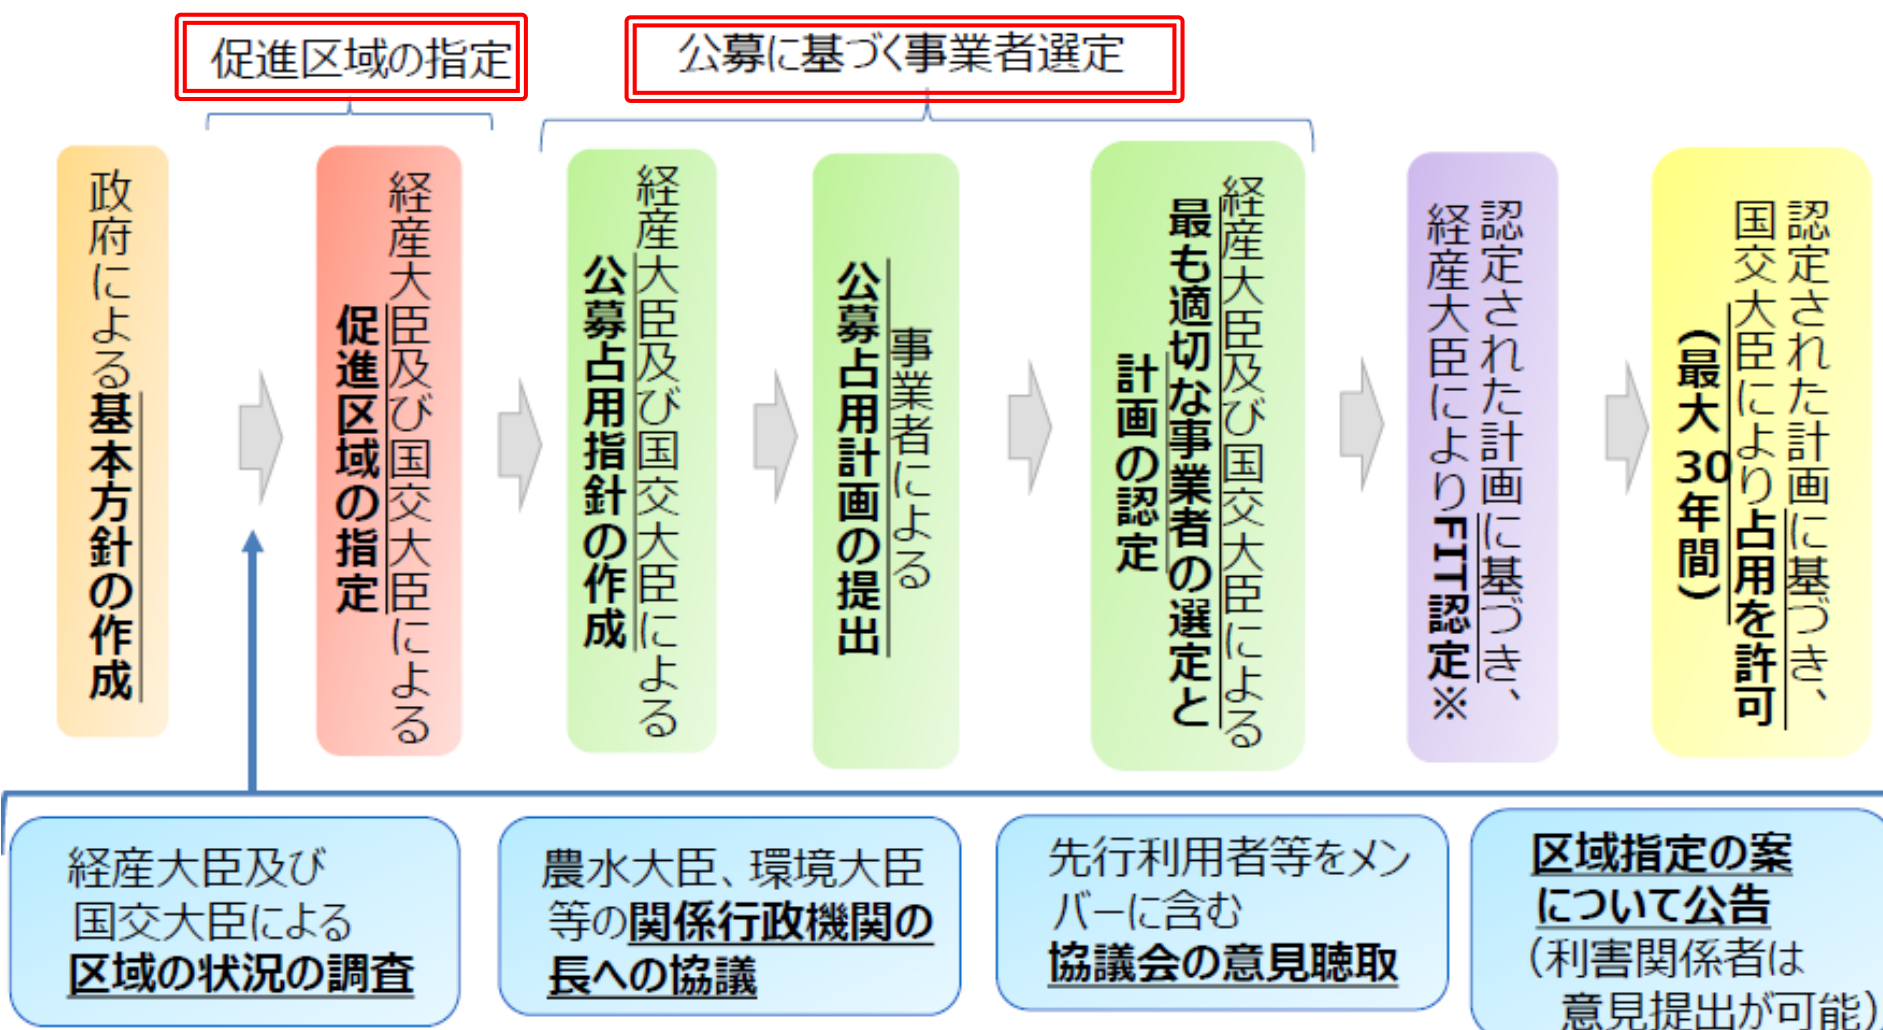 促進区域の指定
公募に基づく事業者選定
政府による基本方針の作成
経産大臣及び国交大臣による
促進区域の指定
経産大臣及び国交大臣による
公募占用指針の作成
事業者による
公募占用計画の提出
経産大臣及び国交大臣による
最も適切な事業者の選定と
計画の認定
認定された計画に基づき、
経産大臣によりFIT認定※
認定された計画に基づき、
国交大臣により占用を許可
(最大30年間)
経産大臣及び
国交大臣による
区域の状況の調査
農水大臣、環境大臣
等の関係行政機関の
長への協議
先行利用者等をメン
バーに含む
協議会の意見聴取
区域指定の案
について公告
(利害関係者は
意見提出が可能)